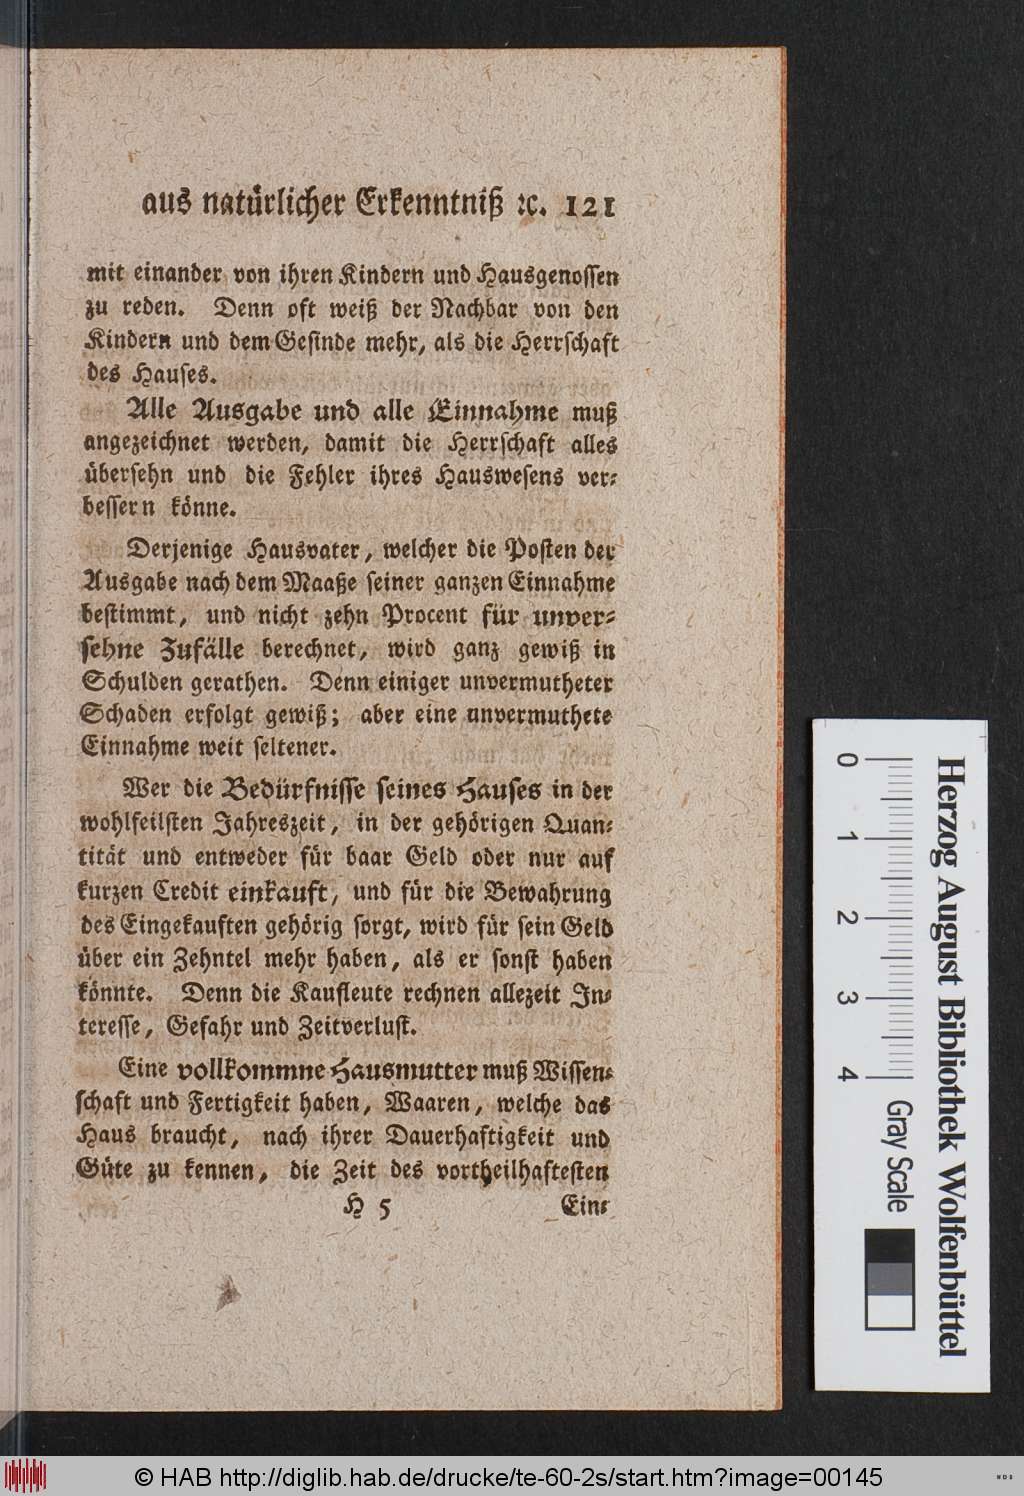 aus natürlicher Erkenntniß ꝛc. 121
mit einander von ihren Kindern und Hausgenossen
zu reden. Denn oft weiß der Nachbar von den
Kindern und dem Gesinde mehr, als die Herrschaft
des Hauses.
Alle Ausgabe und alle Einnahme muß
angezeichnet werden, damit die Herrschaft alles
übersehn und die Fehler ihres Hauswesens ver-
bessern könne.
Derjenige Hausvater, welcher die Posten der
Ausgabe nach dem Maaße seiner ganzen Einnahme
bestimmt, und nicht zehn Procent für unver-
sehne Zufälle berechnet, wird ganz gewiß in
Schulden gerathen. Denn einiger unvermutheter
Schaden erfolgt gewiß; aber eine unvermuthete
Einnahme weit seltener.
Wer die Bedürfnisse seines Hauses in der
wohlfeilsten Jahreszeit, in der gehörigen Quan-
tität und entweder für baar Geld oder nur auf
kurzen Credit einkauft, und für die Bewahrung
des Eingekauften gehörig sorgt, wird für sein Geld
über ein Zehntel mehr haben, als er sonst haben
könnte. Denn die Kaufleute rechnen allezeit In-
teresse, Gefahr und Zeitverlust.
Eine vollkommne Hausmutter muß Wissen-
schaft und Fertigkeit haben, Waaren, welche das
Haus braucht, nach ihrer Dauerhaftigkeit und
Güte zu kennen, die Zeit des vortheilhaftesten
H 5 Ein-
0 1 2 3 4 Gray Scale
Herzog August Bibliothek Wolfenbüttel
© HAB http://diglib.hab.de/drucke/te-60-2s/start.htm?image=00145